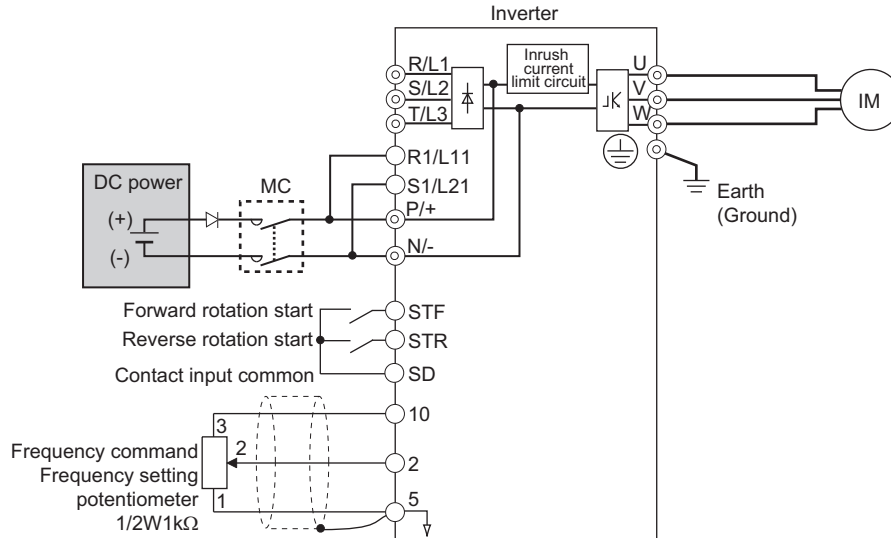 Inverter
R/L1
S/L2
T/L3
Inrush
current
limit circuit
U
V
W
IM
R1/L11
S1/L21
P/+
N/-
Earth
(Ground)
DC power
(+)
(-)
MC
Forward rotation start
STF
Reverse rotation start
STR
Contact input common
SD
3
10
Frequency command
2
2
Frequency setting
potentiometer
1
5
1/2W1kΩ